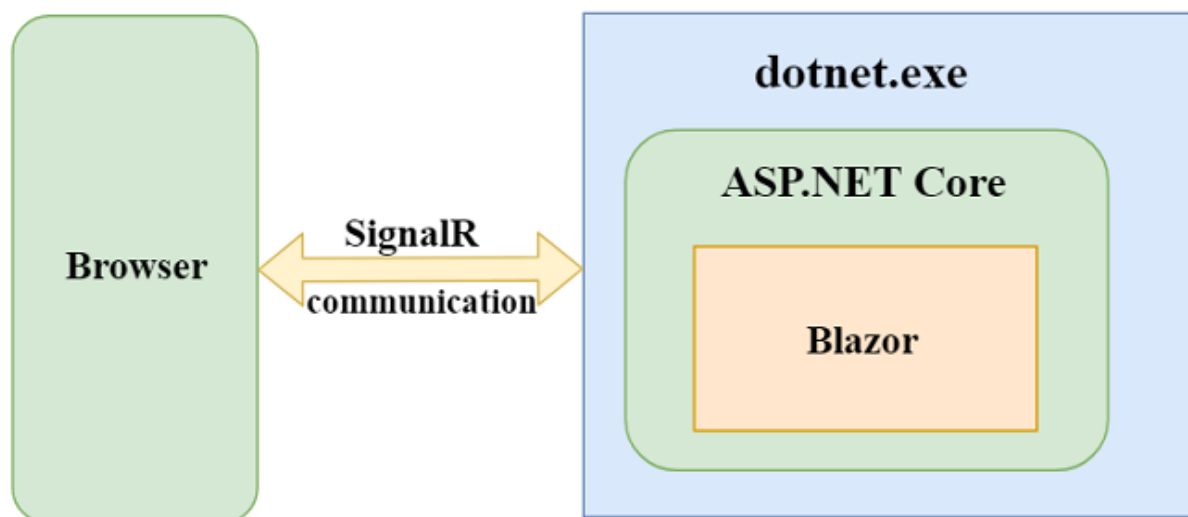 dotnet.exe
ASP.NET Core
SignalR
Browser
communication
Blazor